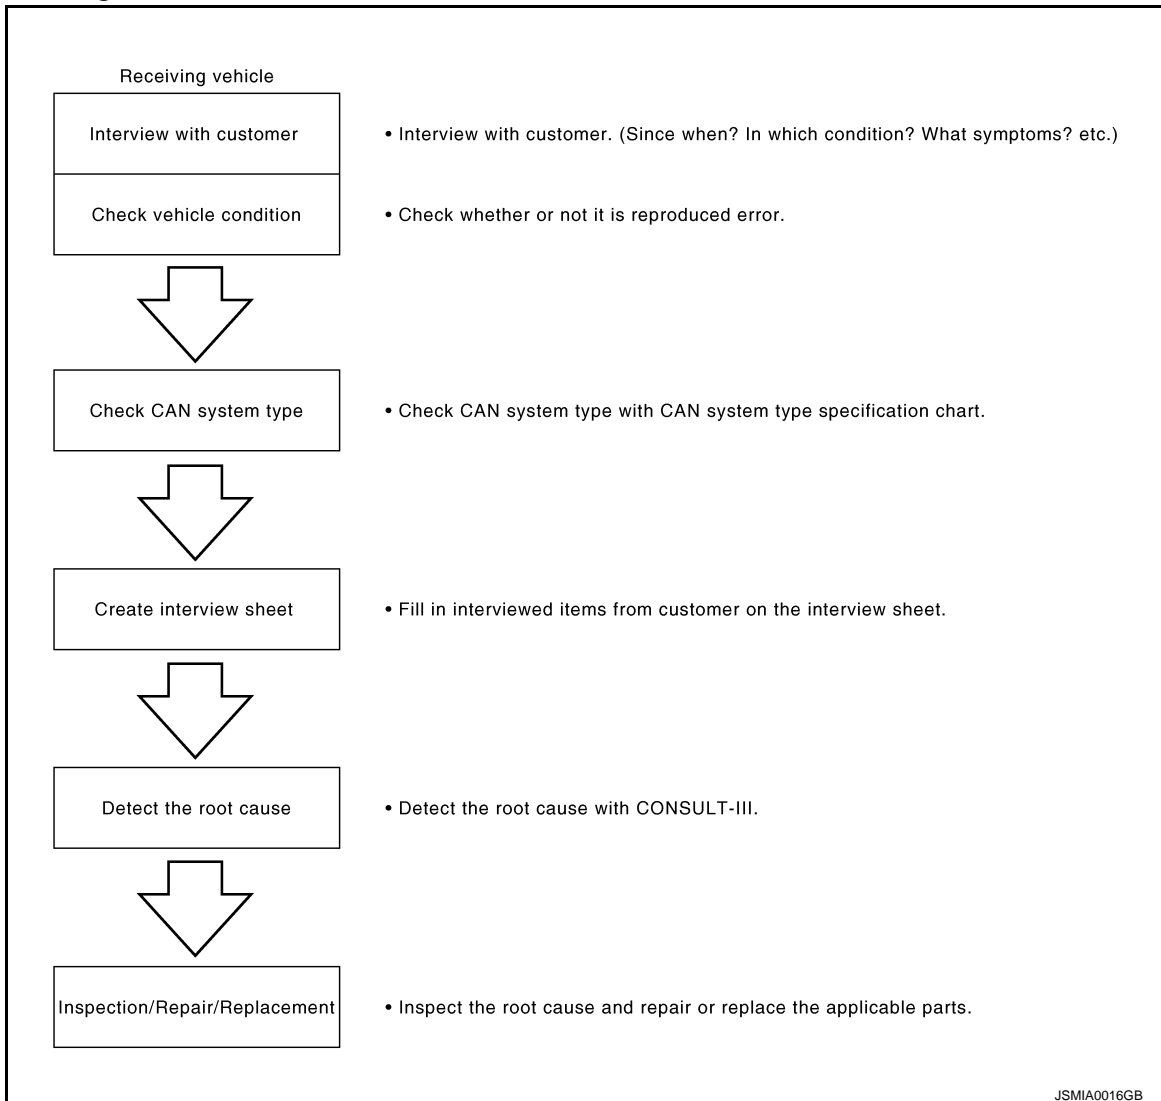 Receiving vehicle
Interview with customer
• Interview with customer. (Since when? In which condition? What symptoms? etc.)
Check vehicle condition
• Check whether or not it is reproduced error.
Check CAN system type
• Check CAN system type with CAN system type specification chart.
Create interview sheet
• Fill in interviewed items from customer on the interview sheet.
Detect the root cause
• Detect the root cause with CONSULT-III.
Inspection/Repair/Replacement
• Inspect the root cause and repair or replace the applicable parts.
JSMIA0016GB